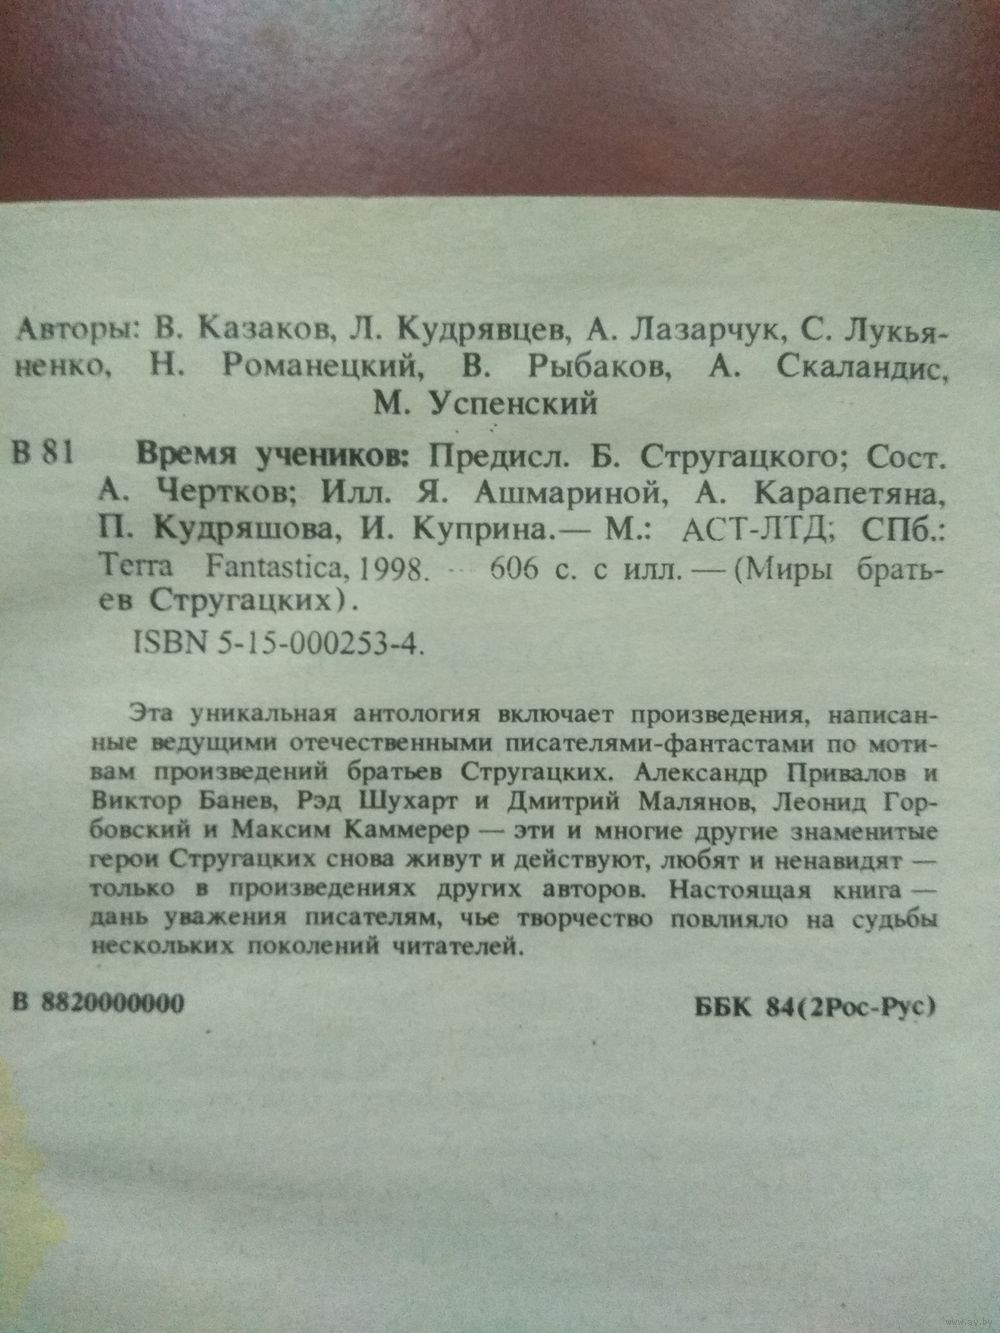 Авторы: В. Казаков, Л. Кудрявцев, А. Лазарчук, С. Лукья-
ненко, Н. Романецкий, В. Рыбаков, А. Скаландис,
М. Успенский
В 81 Время учеников: Предисл. Б. Стругацкого; Сост.
А. Чертков; Илл. Я. Ашмариной, А. Карапетяна,
П. Кудряшова, И. Куприна.— М.: АСТ-ЛТД; СПб.:
Terra Fantastica, 1998. — 606 с. с илл. — (Миры брать-
ев Стругацких).
ISBN 5-15-000253-4.
Эта уникальная антология включает произведения, написан-
ные ведущими отечественными писателями-фантастами по моти-
вам произведений братьев Стругацких. Александр Привалов и
Виктор Банев, Рэд Шухарт и Дмитрий Малянов, Леонид Гор-
бовский и Максим Каммерер — эти и многие другие знаменитые
герои Стругацких снова живут и действуют, любят и ненавидят —
только в произведениях других авторов. Настоящая книга —
дань уважения писателям, чье творчество повлияло на судьбы
нескольких поколений читателей.
В 8820000000 ББК 84(2Рос-Рус)
www.ay.by